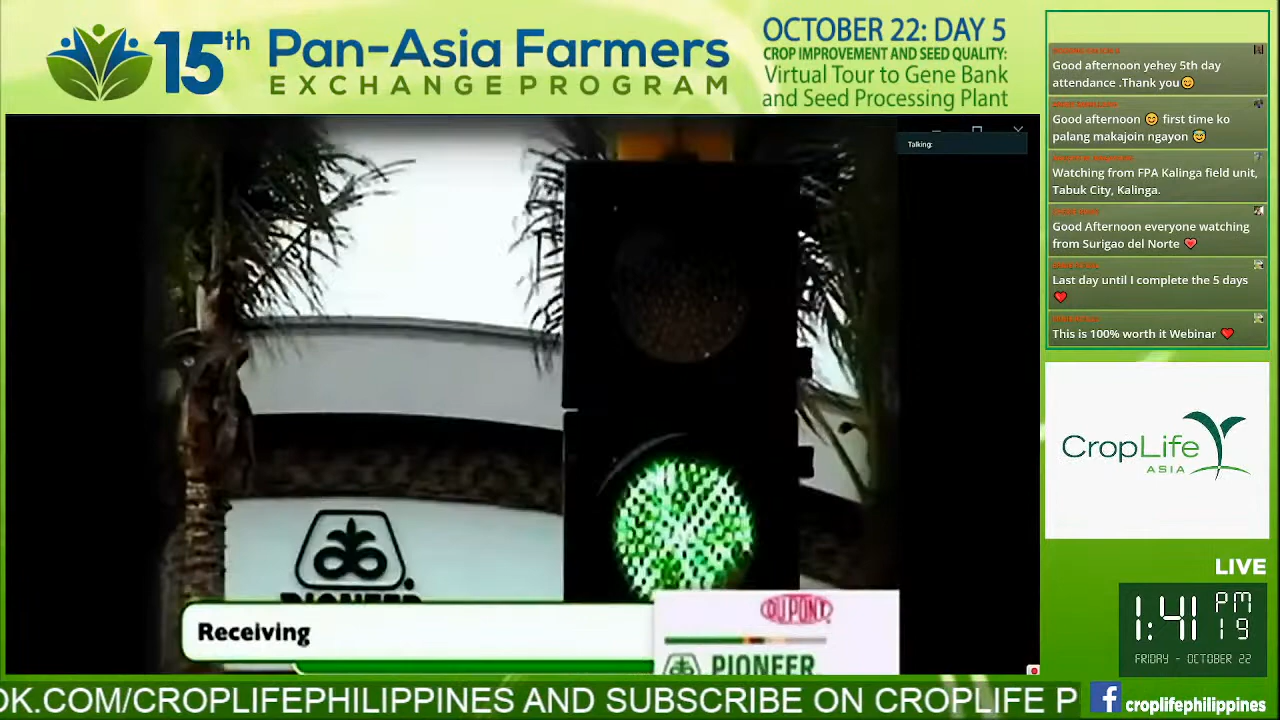 15th Pan-Asia Farmers
EXCHANGE PROGRAM
OCTOBER 22: DAY 5
CROP IMPROVEMENT AND SEED QUALITY:
Virtual Tour to Gene Bank
and Seed Processing Plant
Talking:
PIONEER
Receiving
DUPONT
PIONEER
Good afternoon yehey 5th day
attendance .Thank you😊
Good afternoon 😊 first time ko
palang makajoin ngayon 😅
Watching from FPA Kalinga field unit,
Tabuk City, Kalinga.
Good Afternoon everyone watching
from Surigao del Norte ❤️
Last day until I complete the 5 days
❤️
This is 100% worth it Webinar ❤️
CropLife
ASIA
LIVE
1:41 PM 19
FRIDAY - OCTOBER 22
OK.COM/CROPLIFEPHILIPPINES AND SUBSCRIBE ON CROPLIFE P
f croplifephilippines